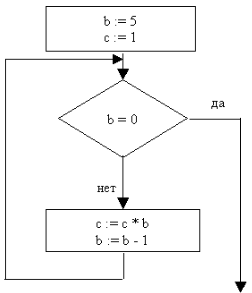 b := 5
c := 1
b = 0
да
нет
c := c * b
b := b - 1